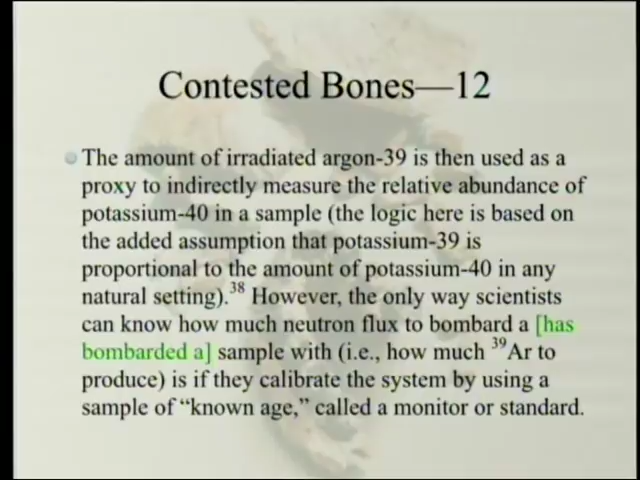 Contested Bones—12
The amount of irradiated argon-39 is then used as a
proxy to indirectly measure the relative abundance of
potassium-40 in a sample (the logic here is based on
the added assumption that potassium-39 is
proportional to the amount of potassium-40 in any
natural setting).³⁸ However, the only way scientists
can know how much neutron flux to bombard a [has
bombarded a] sample with (i.e., how much ³⁹Ar to
produce) is if they calibrate the system by using a
sample of “known age,” called a monitor or standard.